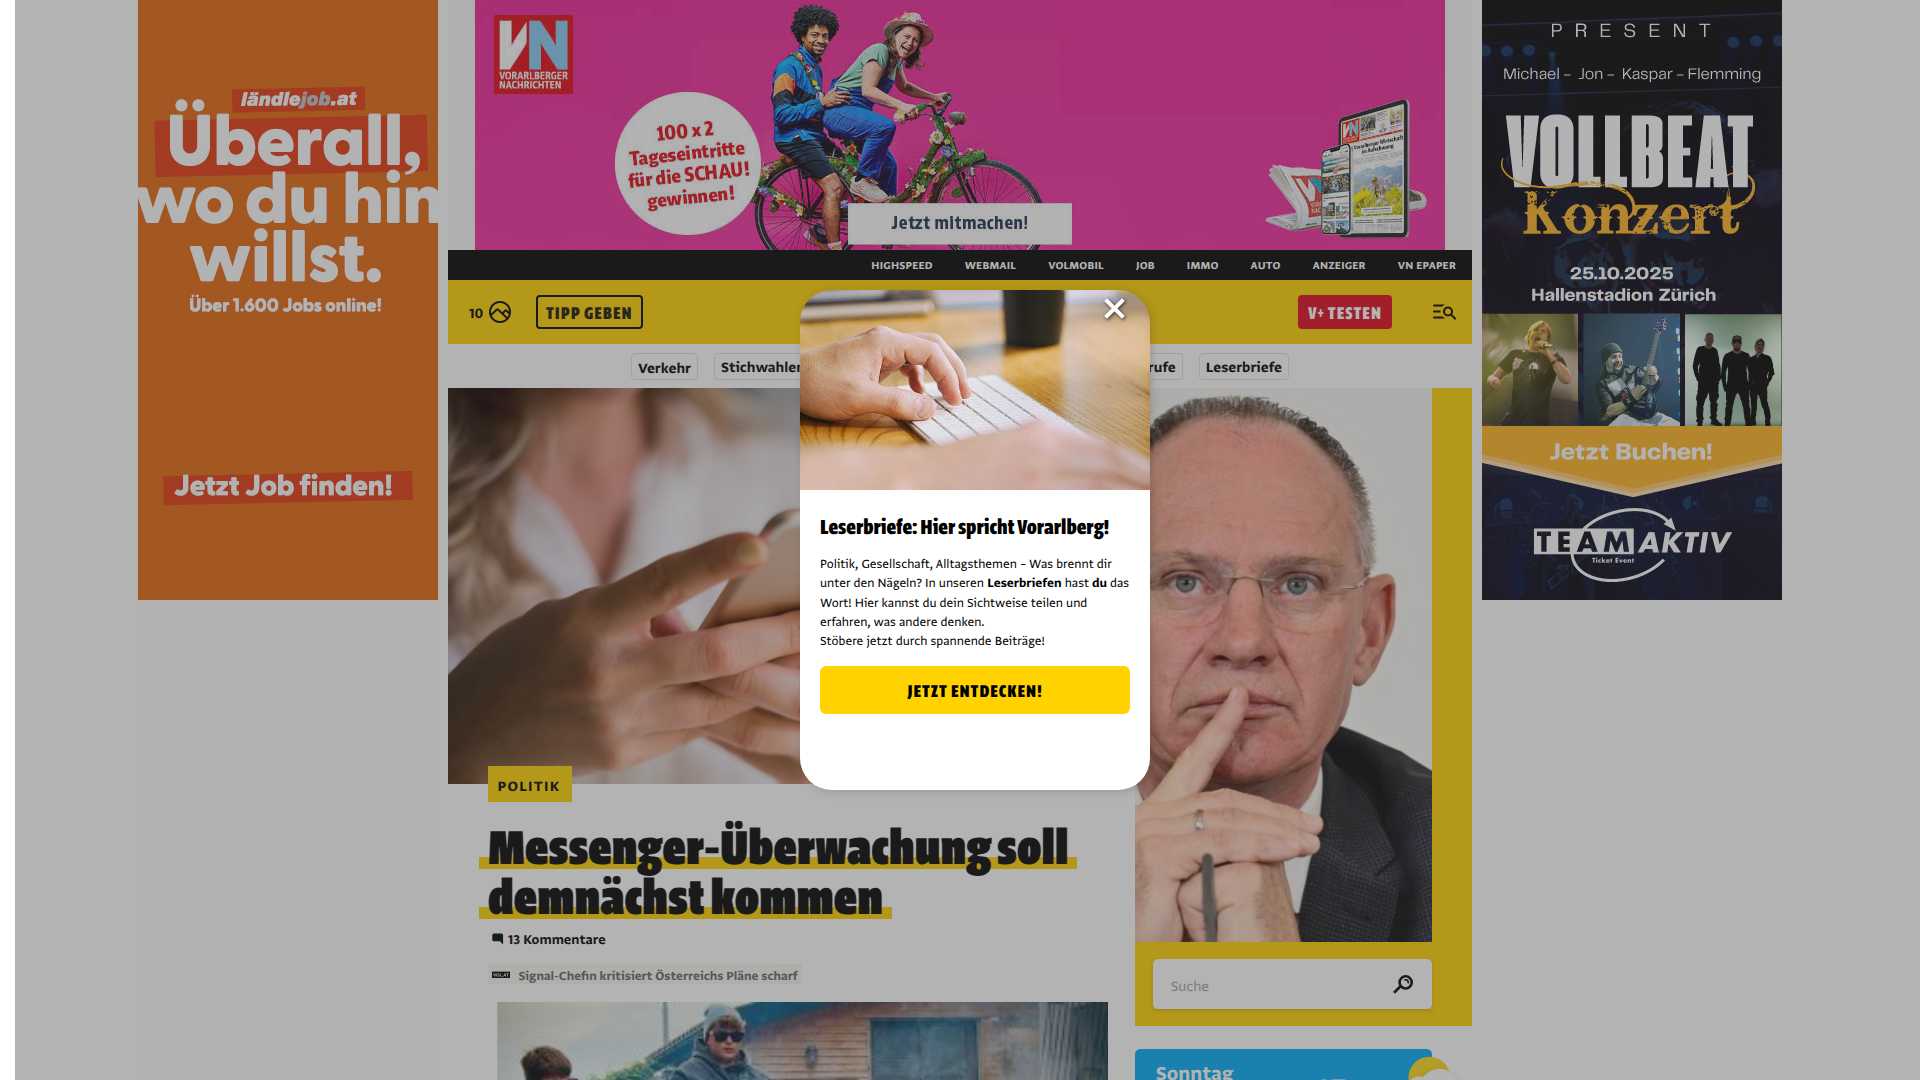 ländlejob.at
Überall,
wo du hin
willst.
Über 1.600 Jobs online!
Jetzt Job finden!
VN
VORARLBERGER
NACHRICHTEN
100 x 2
Tageseintritte
für die SCHAU!
gewinnen!
Jetzt mitmachen!
HIGHSPEED
WEBMAIL
VOLMOBIL
JOB
IMMO
AUTO
ANZEIGER
VN EPAPER
10
TIPP GEBEN
V+ TESTEN
Verkehr
Stichwahlen
rufe
Leserbriefe
Leserbriefe: Hier spricht Vorarlberg!
Politik, Gesellschaft, Alltagsthemen – Was brennt dir
unter den Nägeln? In unseren Leserbriefen hast du das
Wort! Hier kannst du dein Sichtweise teilen und
erfahren, was andere denken.
Stöbere jetzt durch spannende Beiträge!
JETZT ENTDECKEN!
POLITIK
Messenger-Überwachung soll
demnächst kommen
13 Kommentare
Signal-Chefin kritisiert Österreichs Pläne scharf
Suche
Sonntag
PRESENT
Michael – Jon – Kaspar – Flemming
VOLLBEAT
Konzert
25.10.2025
Hallenstadion Zürich
Jetzt Buchen!
TEAM AKTIV
Ticket Event